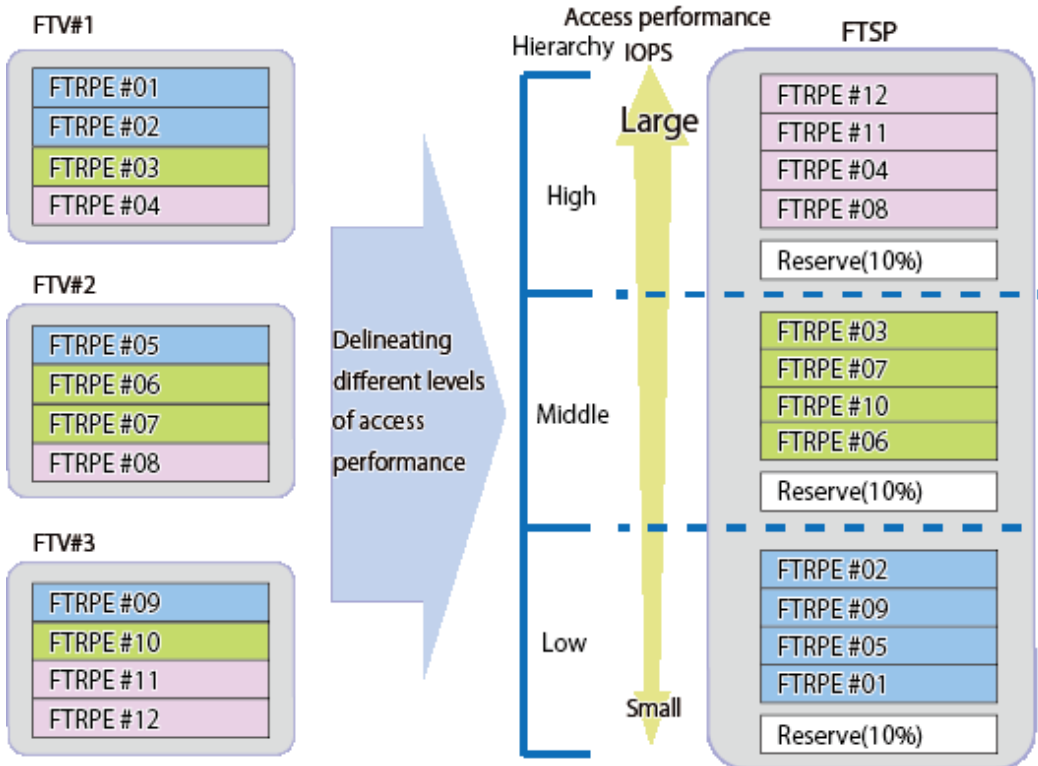 FTV#1
FTRPE #01
FTRPE #02
FTRPE #03
FTRPE #04
FTV#2
FTRPE #05
FTRPE #06
FTRPE #07
FTRPE #08
FTV#3
FTRPE #09
FTRPE #10
FTRPE #11
FTRPE #12
Delineating
different levels
of access
performance
Access performance
Hierarchy
IOPS
Large
High
Middle
Low
Small
FTSP
FTRPE #12
FTRPE #11
FTRPE #04
FTRPE #08
Reserve(10%)
FTRPE #03
FTRPE #07
FTRPE #10
FTRPE #06
Reserve(10%)
FTRPE #02
FTRPE #09
FTRPE #05
FTRPE #01
Reserve(10%)